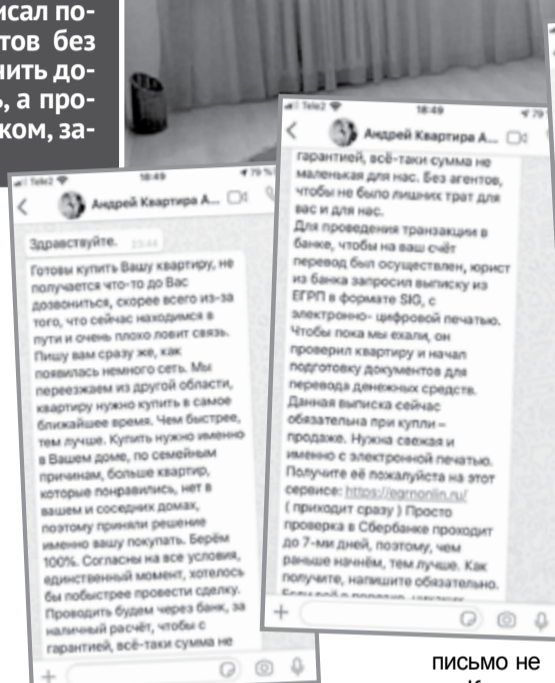 исал по-
тов без
чить до-
ь, а про-
ком, за-
Tele2
18:49
79 %
Андрей Квартира А...
Здравствуйте. 23:44
Готовы купить Вашу квартиру, не
получается что-то до Вас
дозвониться, скорее всего из-за
того, что сейчас находимся в
пути и очень плохо ловит связь.
Пишу вам сразу же, как
появилась немного сеть. Мы
переезжаем из другой области,
квартиру нужно купить в самое
ближайшее время. Чем быстрее,
тем лучше. Купить нужно именно
в Вашем доме, по семейным
причинам, больше квартир,
которые понравились, нет в
вашем и соседних домах,
поэтому приняли решение
именно вашу покупать. Берём
100%. Согласны на все условия,
единственный момент, хотелось
бы побыстрее провести сделку.
Проводить будем через банк, за
наличный расчёт, чтобы с
гарантией, всё-таки сумма не
Tele2
18:49
79
Андрей Квартира А...
гарантией, всё-таки сумма не
маленькая для нас. Без агентов,
чтобы не было лишних трат для
вас и для нас.
Для проведения транзакции в
банке, чтобы на ваш счёт
перевод был осуществлен, юрист
из банка запросил выписку из
ЕГРП в формате SIG, с
электронно- цифровой печатью.
Чтобы пока мы ехали, он
проверил квартиру и начал
подготовку документов для
перевода денежных средств.
Данная выписка сейчас
обязательна при купли –
продаже. Нужна свежая и
именно с электронной печатью.
Получите её пожалуйста на этот
сервисе: https://egrnonlin.ru/
( приходит сразу ) Просто
проверка в Сбербанке проходит
до 7-ми дней, поэтому, чем
раньше начнём, тем лучше. Как
получите, напишите обязательно.
письмо не